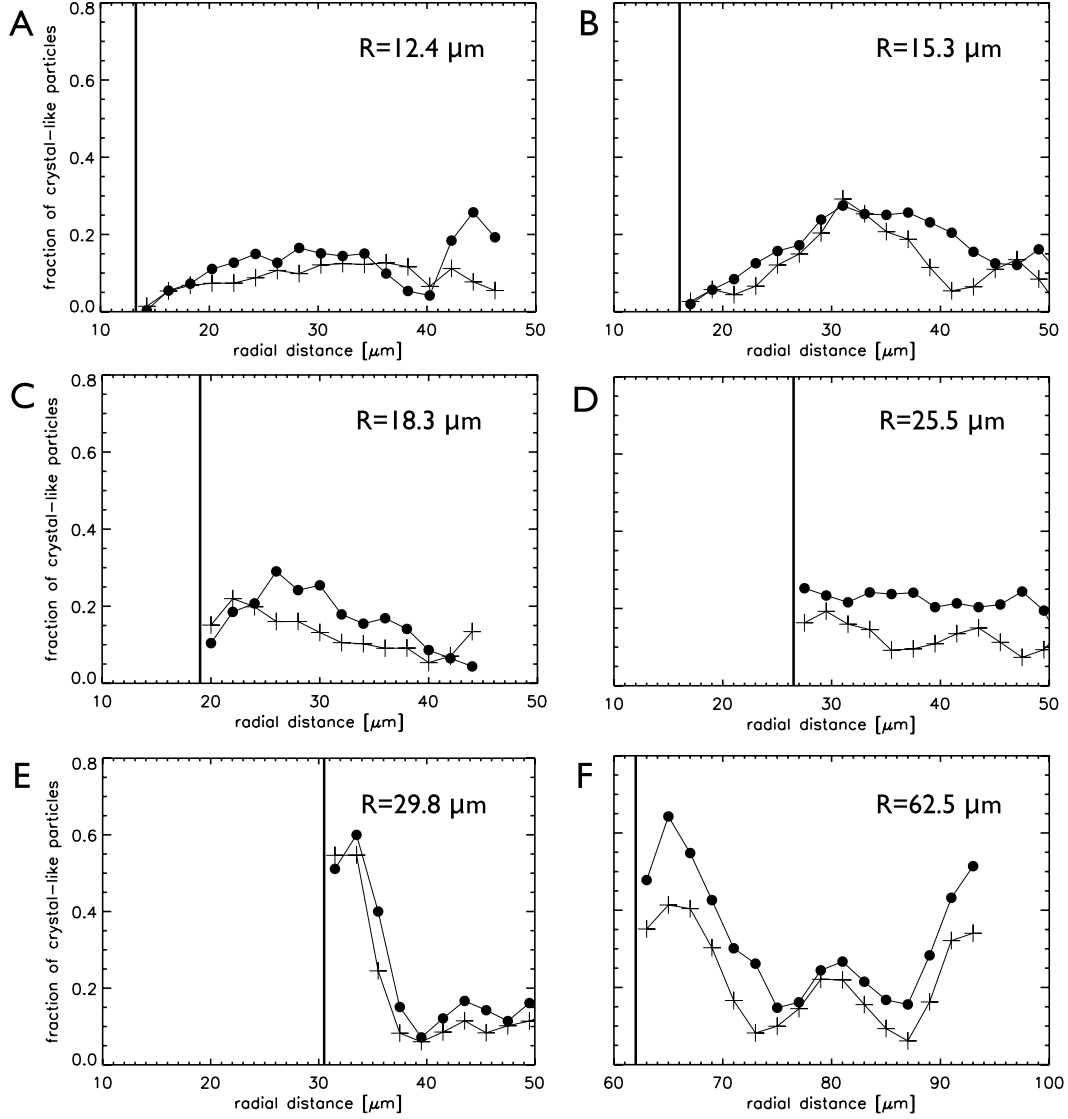 A
R=12.4 μm
fraction of crystal-like particles
0.8
0.6
0.4
0.2
0.0
10 20 30 40 50
radial distance [μm]
B
R=15.3 μm
10 20 30 40 50
radial distance [μm]
C
R=18.3 μm
fraction of crystal-like particles
0.8
0.6
0.4
0.2
0.0
10 20 30 40 50
radial distance [μm]
D
R=25.5 μm
10 20 30 40 50
radial distance [μm]
E
R=29.8 μm
fraction of crystal-like particles
0.8
0.6
0.4
0.2
0.0
10 20 30 40 50
radial distance [μm]
F
R=62.5 μm
60 70 80 90 100
radial distance [μm]